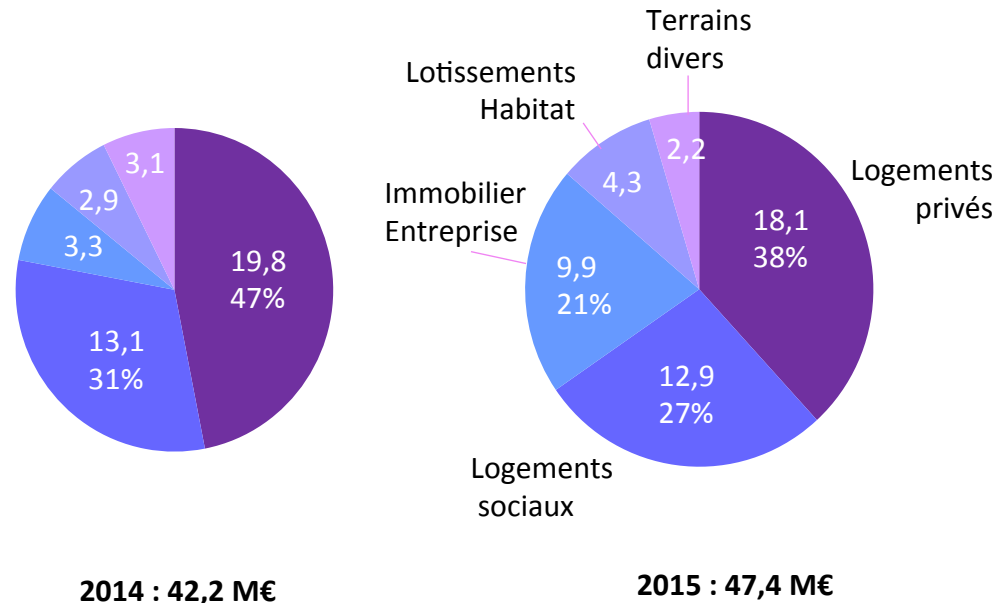 3,1
2,9
3,3
19,8
47%
13,1
31%
2014 : 42,2 M€
Terrains
divers
Lotissements
Habitat
Immobilier
Entreprise
Logements
privés
2,2
4,3
18,1
38%
9,9
21%
12,9
27%
Logements
sociaux
2015 : 47,4 M€